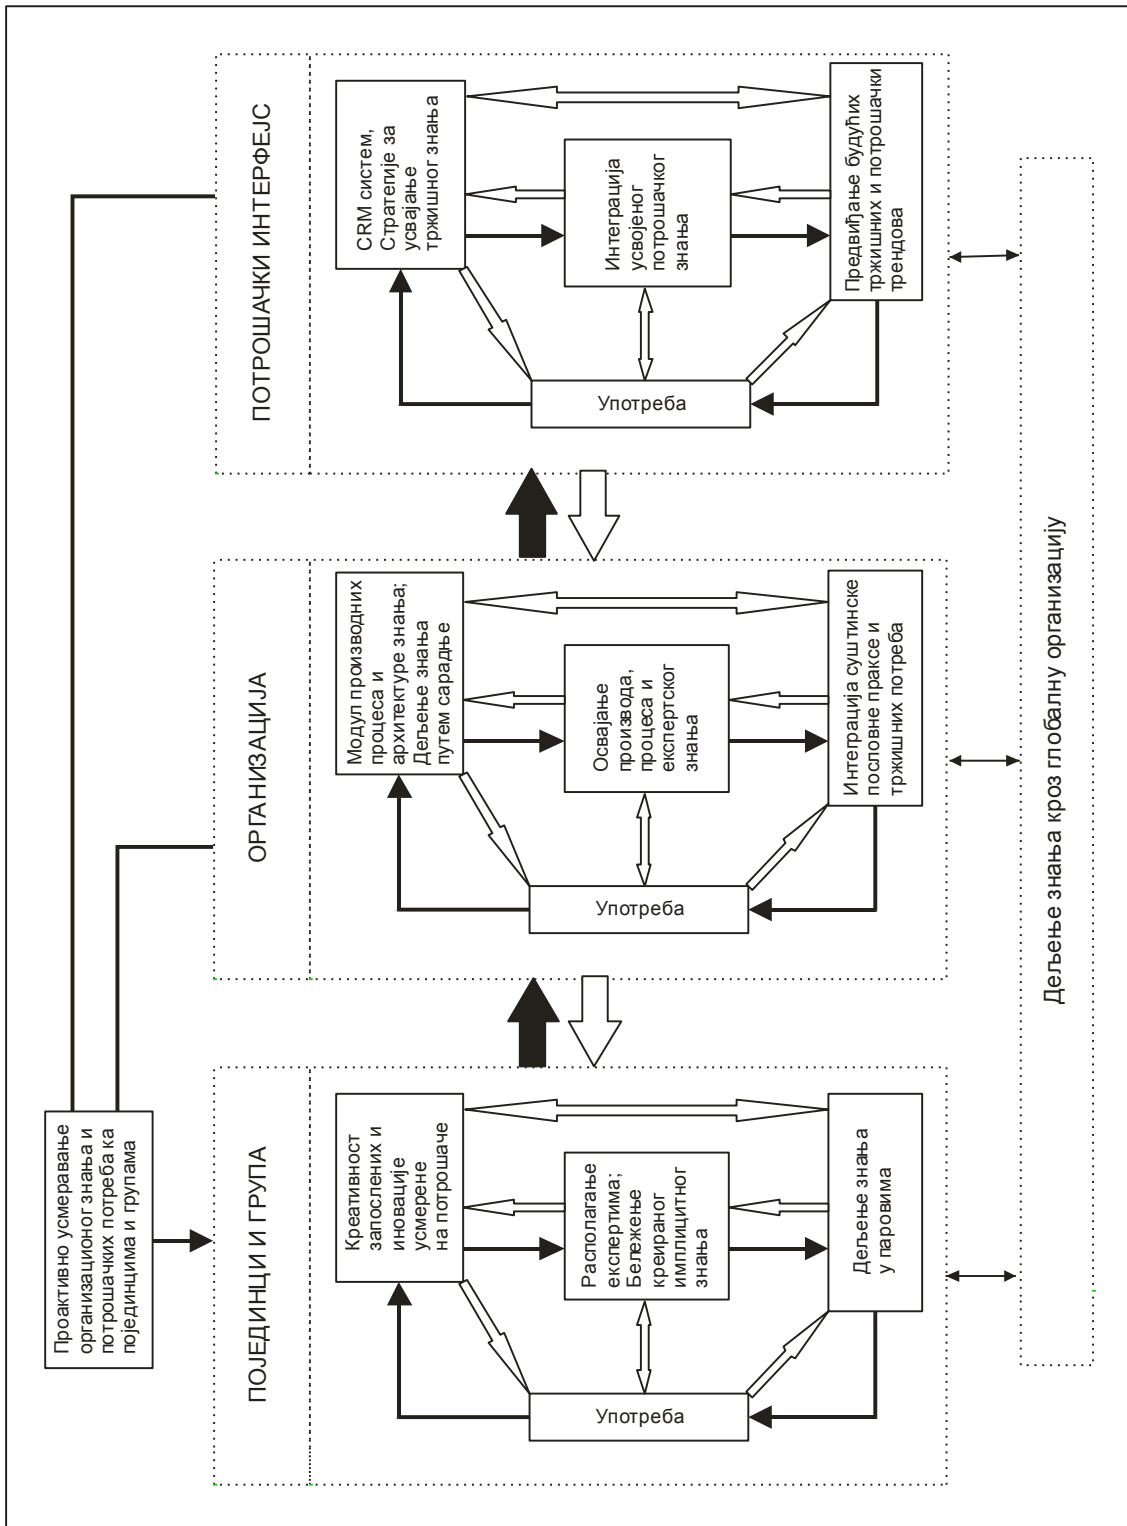 Проактивно усмеравање
организационог знања и
потрошачких потреба ка
појединцима и групама
ПОЈЕДИНЦИ И ГРУПА
Креативност
запослених и
иновације
усмерене
на потрошаче
Располагање
експертима;
Бележење
креираног
имплицитног
знања
Дељење знања
у паровима
Употреба
ОРГАНИЗАЦИЈА
Модул производних
процеса и
архитектуре знања;
Дељење знања
путем сарадње
Освајање
производа,
процеса и
експертског
знања
Интеграција суштинске
пословне праксе и
тржишних потреба
Употреба
ПОТРОШАЧКИ ИНТЕРФЕЈС
CRM систем,
Стратегије за
усвајање
тржишног знања
Интеграција
усвојеног
потрошачког
знања
Предвиђање будућих
тржишних и потрошачки
трендова
Употреба
Дељење знања кроз глобалну организацију